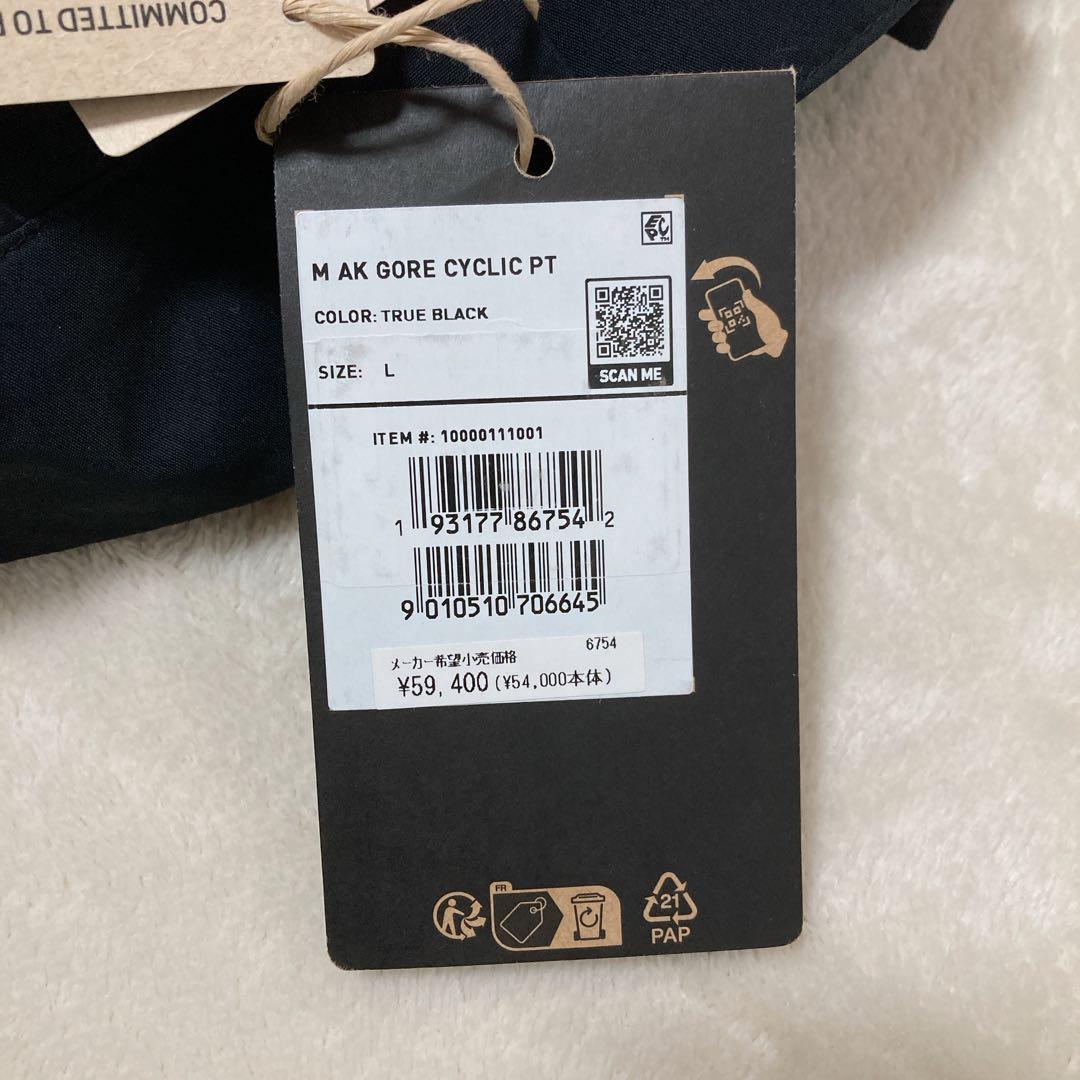 COMMITTED TO
M AK GORE CYCLIC PT
COLOR: TRUE BLACK
SIZE: L
SCAN ME
ITEM #: 10000111001
1 93177 86754 2
9 010510 706645
6754
メーカー希望小売価格
¥59,400 (¥54,000本体)
FR
21
PAP